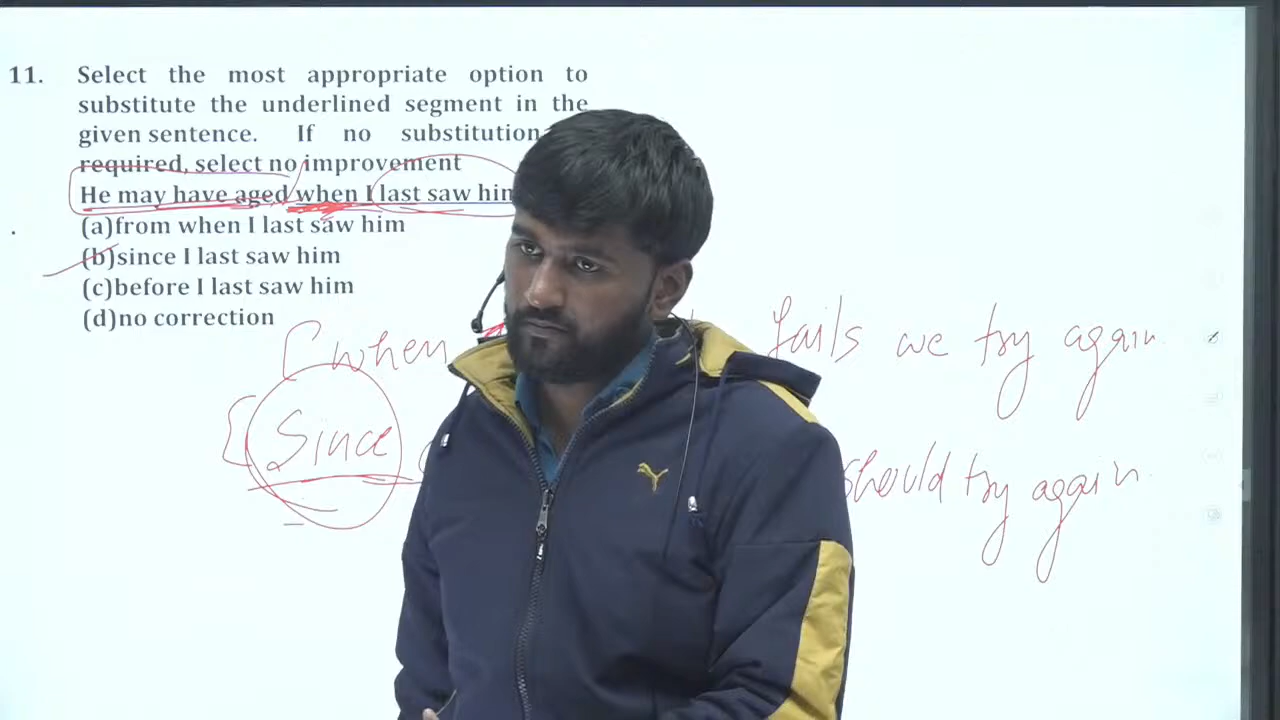 11. Select the most appropriate option to
substitute the underlined segment in the
given sentence. If no substitution
required, select no improvement
He may have aged when I last saw him
(a)from when I last saw him
(b)since I last saw him
(c)before I last saw him
(d)no correction
when fails we try again
Since should try again